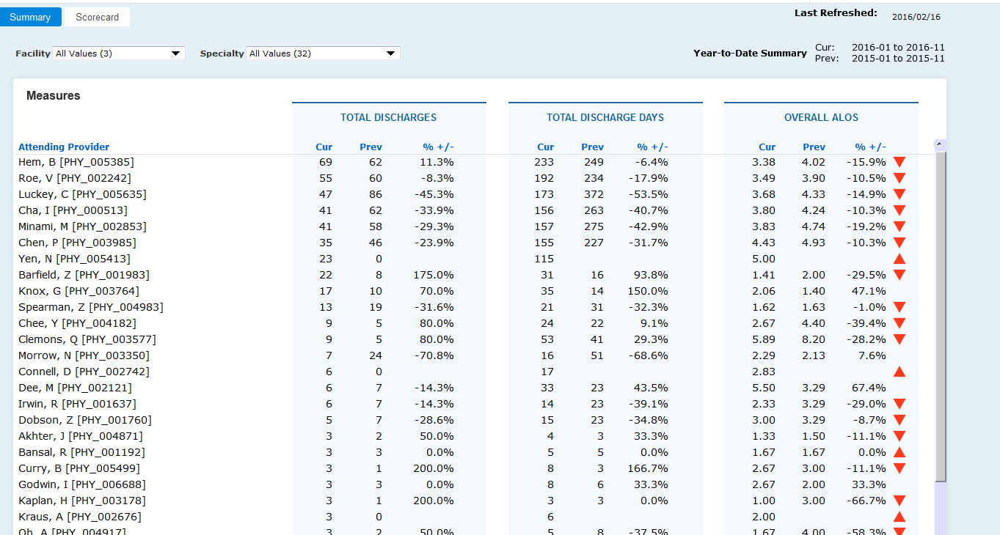 Summary Scorecard Last Refreshed: 2016/02/16
Facility All Values (3) Specialty All Values (32) Year-to-Date Summary Cur: 2016-01 to 2016-11
Prev: 2015-01 to 2015-11
Measures
TOTAL DISCHARGES TOTAL DISCHARGE DAYS OVERALL ALOS
Attending Provider Cur Prev % +/- Cur Prev % +/- Cur Prev % +/-
Hem, B [PHY_005385] 69 62 11.3% 233 249 -6.4% 3.38 4.02 -15.9%
Roe, V [PHY_002242] 55 60 -8.3% 192 234 -17.9% 3.49 3.90 -10.5%
Luckey, C [PHY_005635] 47 86 -45.3% 173 372 -53.5% 3.68 4.33 -14.9%
Cha, I [PHY_000513] 41 62 -33.9% 156 263 -40.7% 3.80 4.24 -10.3%
Minami, M [PHY_002853] 41 58 -29.3% 157 275 -42.9% 3.83 4.74 -19.2%
Chen, P [PHY_003985] 35 46 -23.9% 155 227 -31.7% 4.43 4.93 -10.3%
Yen, N [PHY_005413] 23 0 115 5.00
Barfield, Z [PHY_001983] 22 8 175.0% 31 16 93.8% 1.41 2.00 -29.5%
Knox, G [PHY_003764] 17 10 70.0% 35 14 150.0% 2.06 1.40 47.1%
Spearman, Z [PHY_004983] 13 19 -31.6% 21 31 -32.3% 1.62 1.63 -1.0%
Chee, Y [PHY_004182] 9 5 80.0% 24 22 9.1% 2.67 4.40 -39.4%
Clemons, Q [PHY_003577] 9 5 80.0% 53 41 29.3% 5.89 8.20 -28.2%
Morrow, N [PHY_003350] 7 24 -70.8% 16 51 -68.6% 2.29 2.13 7.6%
Connell, D [PHY_002742] 6 0 17 2.83
Dee, M [PHY_002121] 6 7 -14.3% 33 23 43.5% 5.50 3.29 67.4%
Irwin, R [PHY_001637] 6 7 -14.3% 14 23 -39.1% 2.33 3.29 -29.0%
Dobson, Z [PHY_001760] 5 7 -28.6% 15 23 -34.8% 3.00 3.29 -8.7%
Akhter, J [PHY_004871] 3 2 50.0% 4 3 33.3% 1.33 1.50 -11.1%
Bansal, R [PHY_001192] 3 3 0.0% 5 5 0.0% 1.67 1.67 0.0%
Curry, B [PHY_005499] 3 1 200.0% 8 3 166.7% 2.67 3.00 -11.1%
Godwin, I [PHY_006688] 3 3 0.0% 8 6 33.3% 2.67 2.00 33.3%
Kaplan, H [PHY_003178] 3 1 200.0% 3 3 0.0% 1.00 3.00 -66.7%
Kraus, A [PHY_002676] 3 0 6 2.00
Oh, A [PHY_004917] 3 2 50.0% 5 8 -37.5% 1.67 4.00 -58.3%